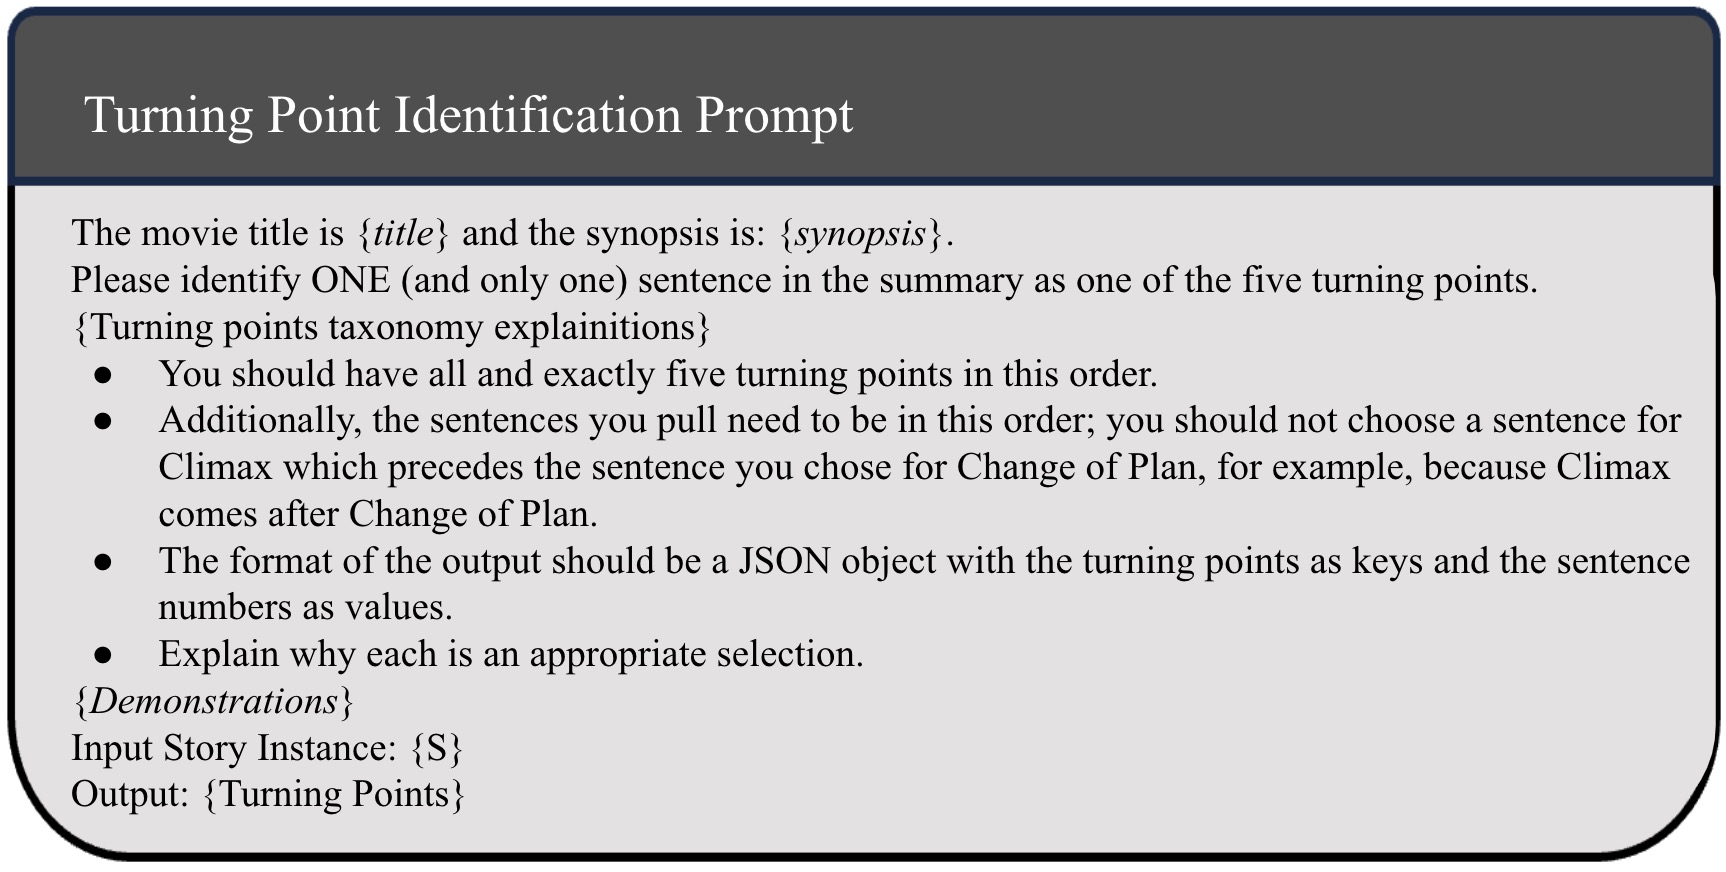 Turning Point Identification Prompt
The movie title is {title} and the synopsis is: {synopsis}.
Please identify ONE (and only one) sentence in the summary as one of the five turning points.
{Turning points taxonomy explainitions}
● You should have all and exactly five turning points in this order.
● Additionally, the sentences you pull need to be in this order; you should not choose a sentence for
Climax which precedes the sentence you chose for Change of Plan, for example, because Climax
comes after Change of Plan.
● The format of the output should be a JSON object with the turning points as keys and the sentence
numbers as values.
● Explain why each is an appropriate selection.
{Demonstrations}
Input Story Instance: {S}
Output: {Turning Points}